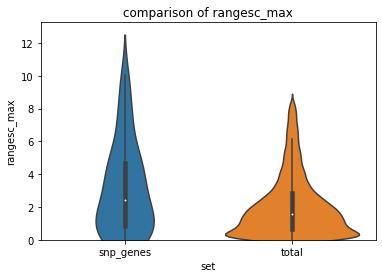 comparison of rangesc_max
12
10
8
6
4
2
0
rangesc_max
snp_genes total
set